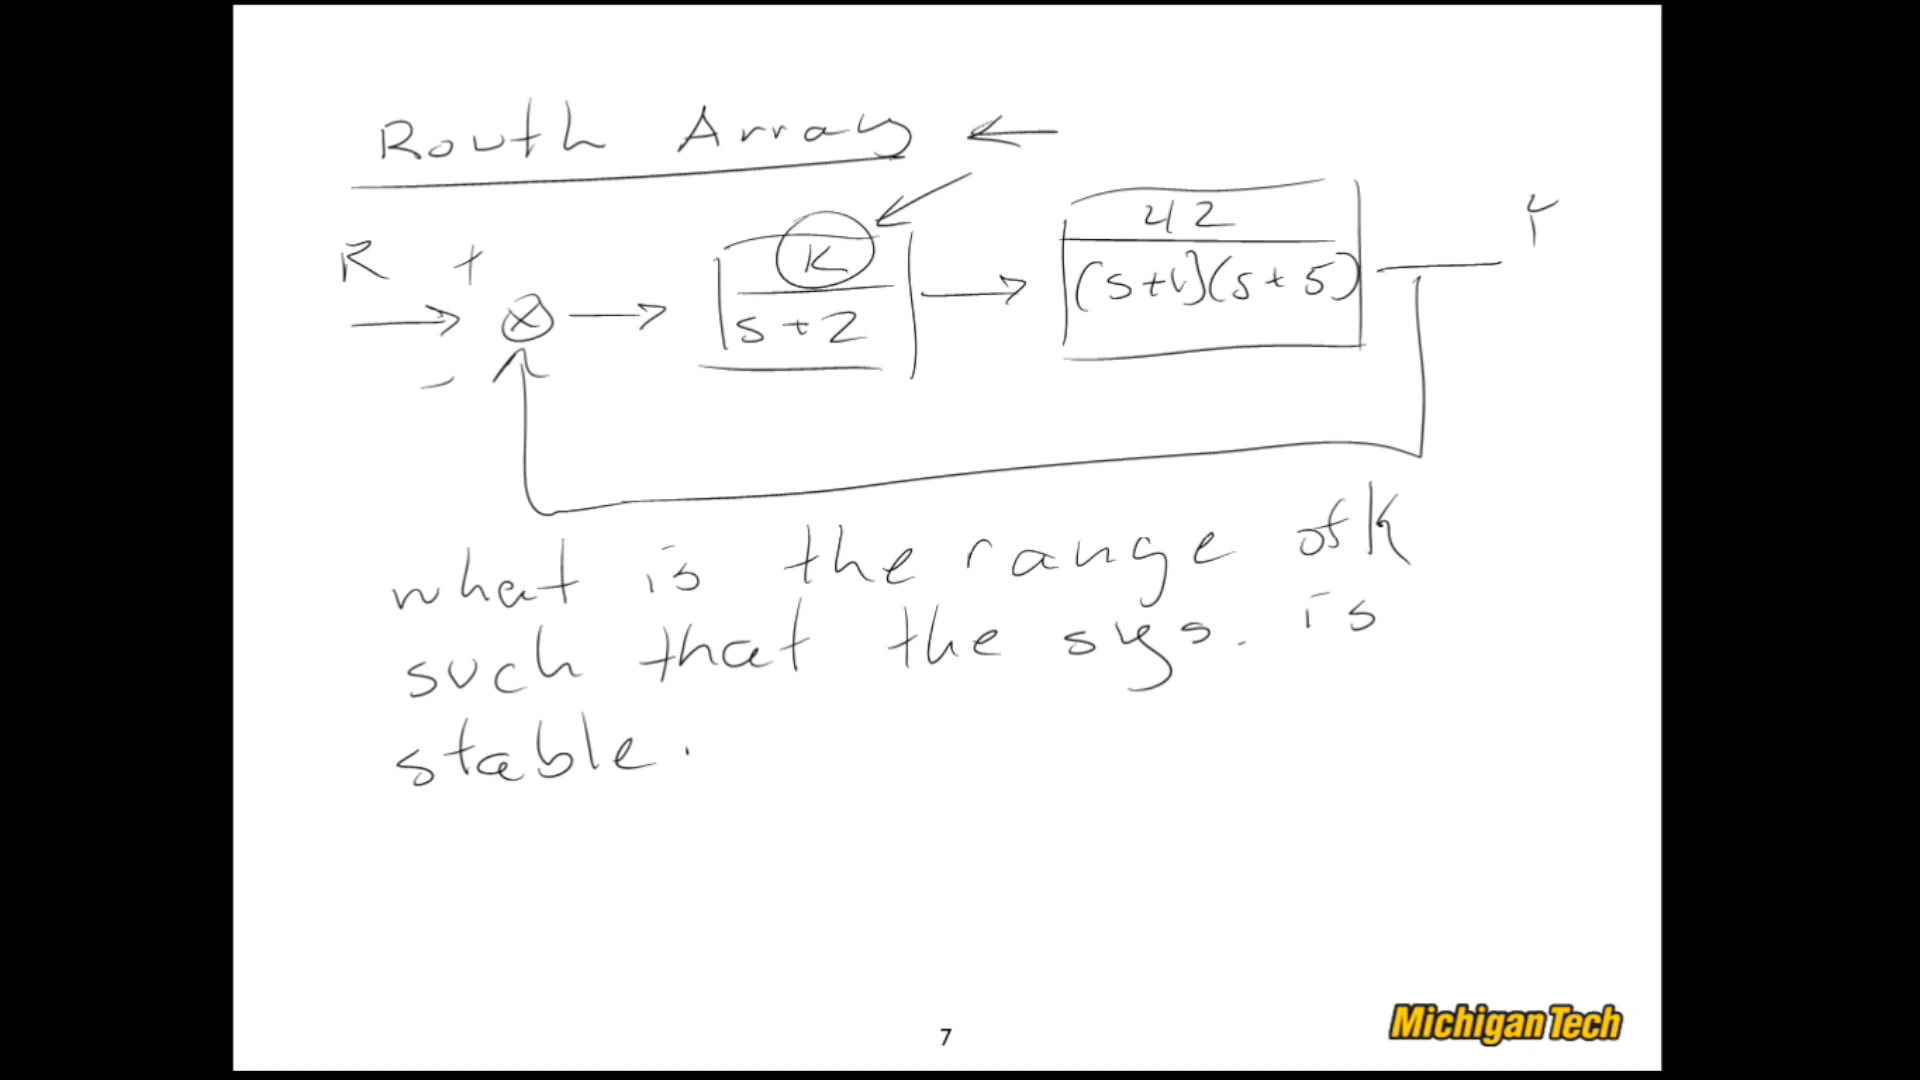 Routh Array ←
R + K 42 Y
s+2 (s+1)(s+5)
-
what is the range of K
such that the sys. is
stable.
7
Michigan Tech